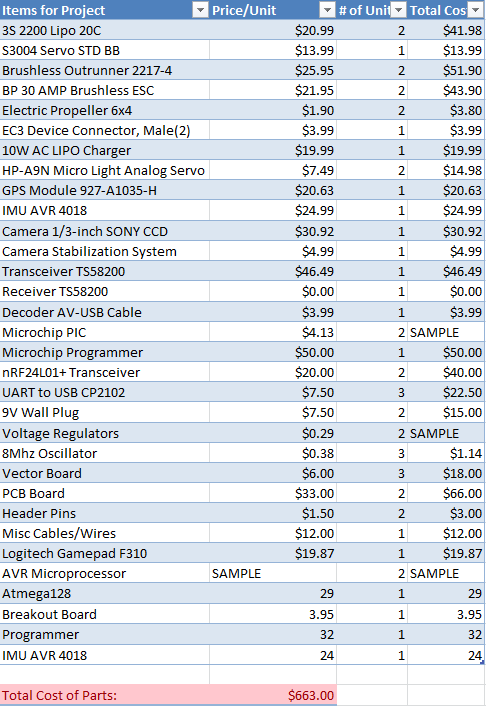 Items for Project Price/Unit # of Unit Total Cos
3S 2200 Lipo 20C $20.99 2 $41.98
S3004 Servo STD BB $13.99 1 $13.99
Brushless Outrunner 2217-4 $25.95 2 $51.90
BP 30 AMP Brushless ESC $21.95 2 $43.90
Electric Propeller 6x4 $1.90 2 $3.80
EC3 Device Connector, Male(2) $3.99 1 $3.99
10W AC LIPO Charger $19.99 1 $19.99
HP-A9N Micro Light Analog Servo $7.49 2 $14.98
GPS Module 927-A1035-H $20.63 1 $20.63
IMU AVR 4018 $24.99 1 $24.99
Camera 1/3-inch SONY CCD $30.92 1 $30.92
Camera Stabilization System $4.99 1 $4.99
Transceiver TS58200 $46.49 1 $46.49
Receiver TS58200 $0.00 1 $0.00
Decoder AV-USB Cable $3.99 1 $3.99
Microchip PIC $4.13 2 SAMPLE
Microchip Programmer $50.00 1 $50.00
nRF24L01+ Transceiver $20.00 2 $40.00
UART to USB CP2102 $7.50 3 $22.50
9V Wall Plug $7.50 2 $15.00
Voltage Regulators $0.29 2 SAMPLE
8Mhz Oscillator $0.38 3 $1.14
Vector Board $6.00 3 $18.00
PCB Board $33.00 2 $66.00
Header Pins $1.50 2 $3.00
Misc Cables/Wires $12.00 1 $12.00
Logitech Gamepad F310 $19.87 1 $19.87
AVR Microprocessor SAMPLE 2 SAMPLE
Atmega128 29 1 29
Breakout Board 3.95 1 3.95
Programmer 32 1 32
IMU AVR 4018 24 1 24
Total Cost of Parts: $663.00